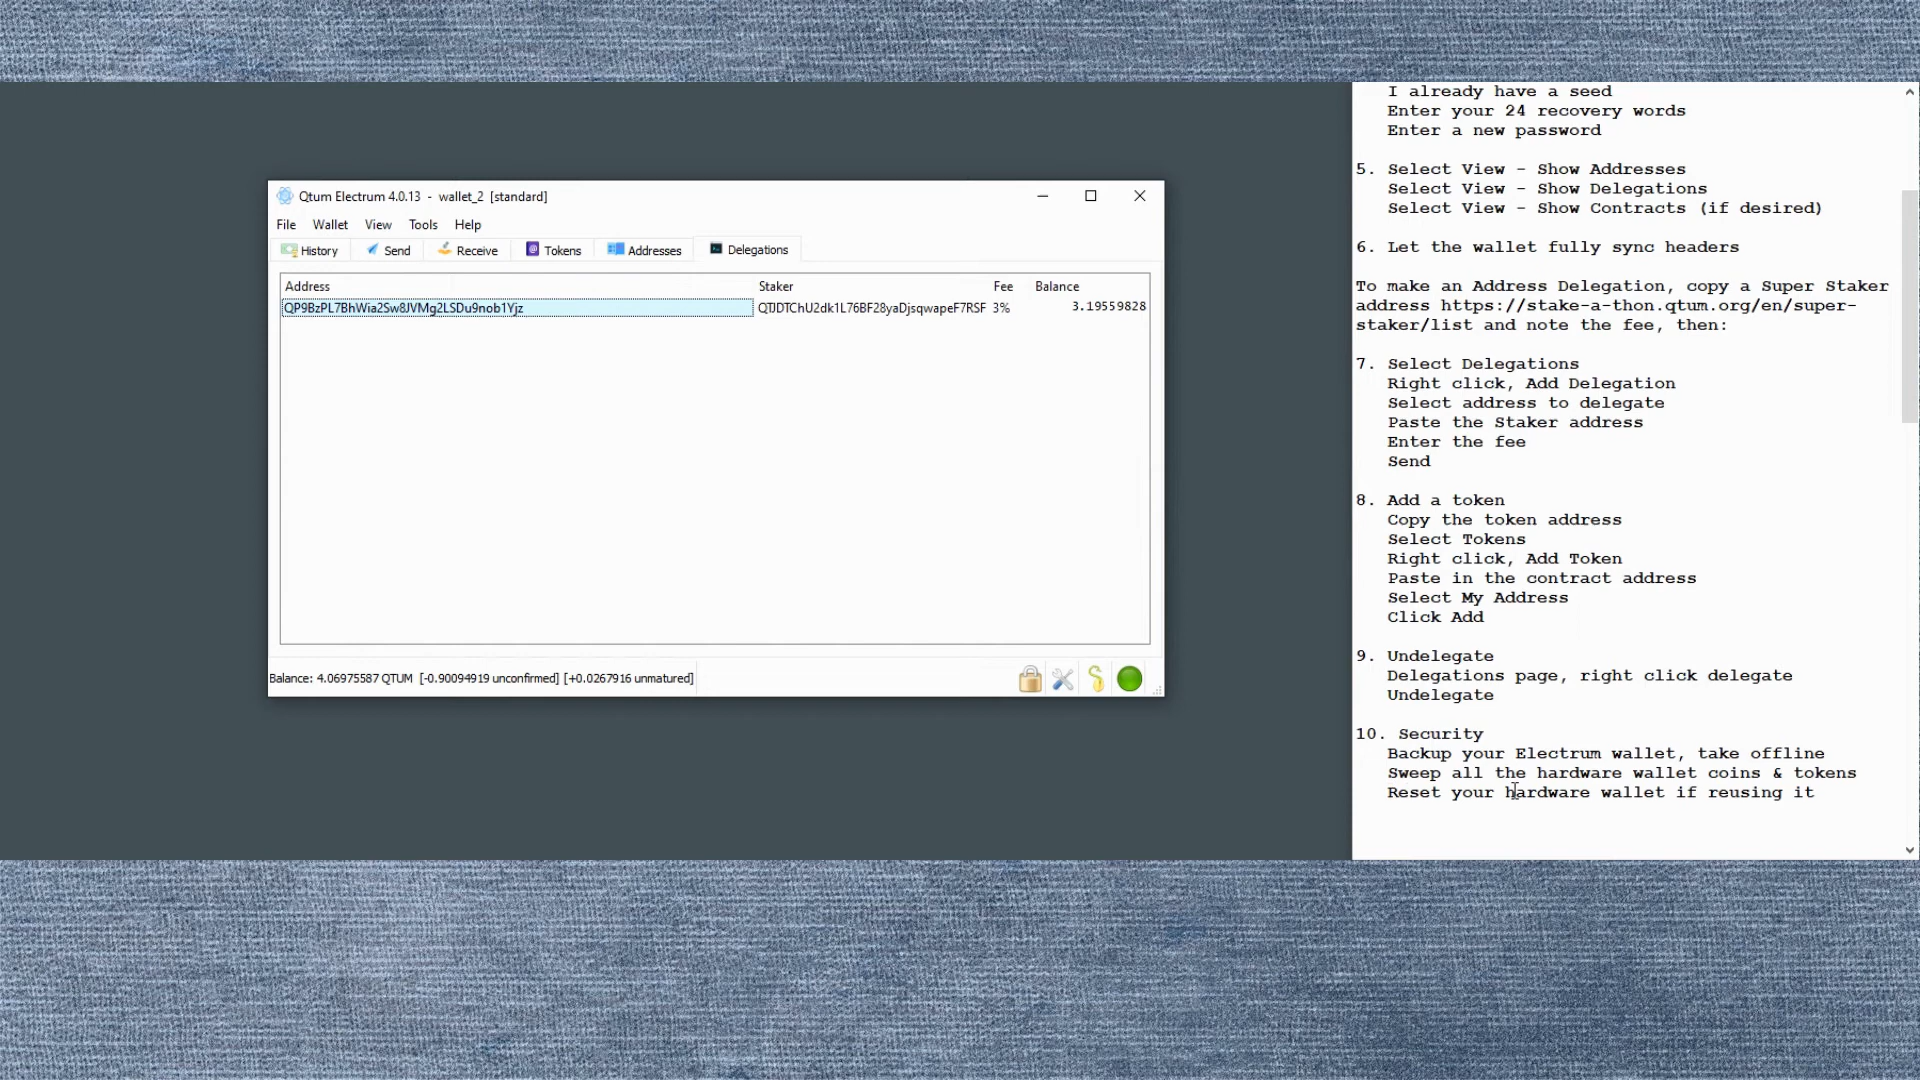 Qtum Electrum 4.0.13 - wallet_2 [standard]
File Wallet View Tools Help
History Send Receive Tokens Addresses Delegations
Address Staker Fee Balance
QP9BzPL7BhWia2Sw8JVMg2LSDu9nob1Yjz QTJDTChU2dk1L76BF28yaDjsqwapeF7RSF 3% 3.19559828
Balance: 4.06975587 QTUM [-0.90094919 unconfirmed] [+0.0267916 unmatured]
I already have a seed
Enter your 24 recovery words
Enter a new password
5. Select View - Show Addresses
Select View - Show Delegations
Select View - Show Contracts (if desired)
6. Let the wallet fully sync headers
To make an Address Delegation, copy a Super Staker
address https://stake-a-thon.qtum.org/en/super-
staker/list and note the fee, then:
7. Select Delegations
Right click, Add Delegation
Select address to delegate
Paste the Staker address
Enter the fee
Send
8. Add a token
Copy the token address
Select Tokens
Right click, Add Token
Paste in the contract address
Select My Address
Click Add
9. Undelegate
Delegations page, right click delegate
Undelegate
10. Security
Backup your Electrum wallet, take offline
Sweep all the hardware wallet coins & tokens
Reset your hardware wallet if reusing it